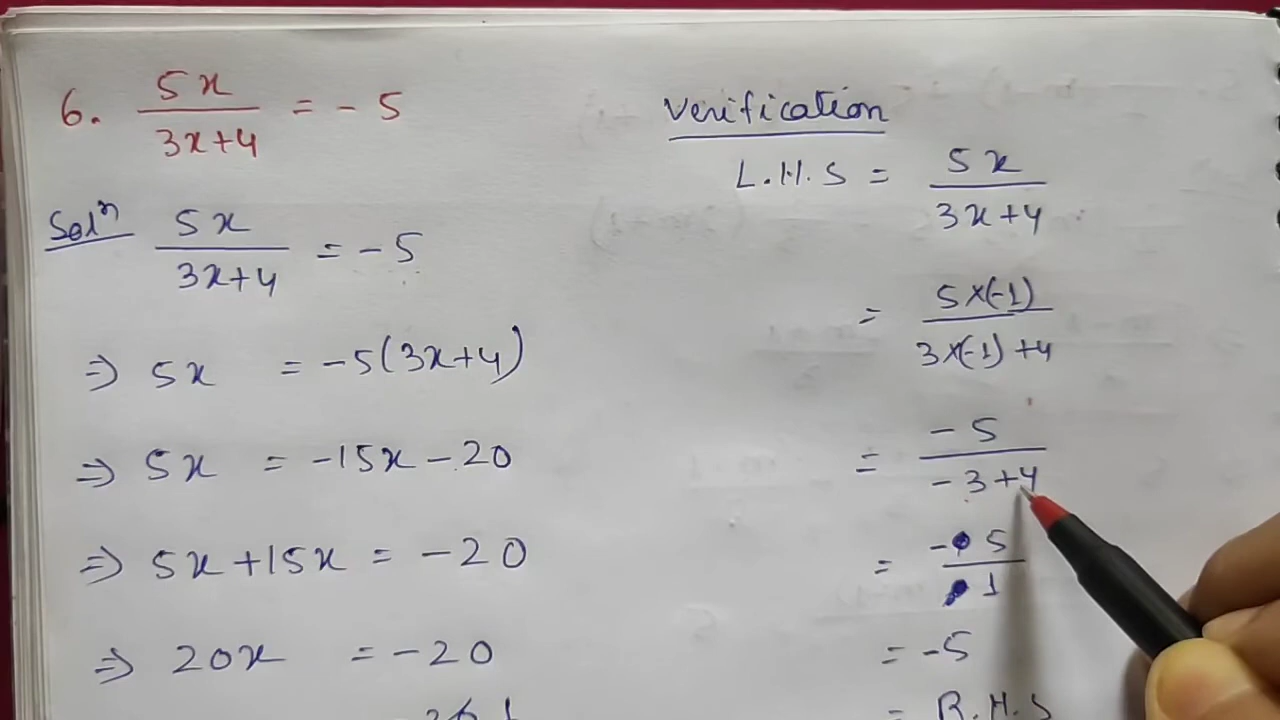 6. 5x/3x+4 = -5
Solⁿ 5x/3x+4 = -5
⇒ 5x = -5(3x+4)
⇒ 5x = -15x - 20
⇒ 5x+15x = -20
⇒ 20x = -20
Verification
L.H.S = 5x/3x+4
= 5×(-1)/3×(-1)+4
= -5/-3+4
= -5/1
= -5
= R.H.S